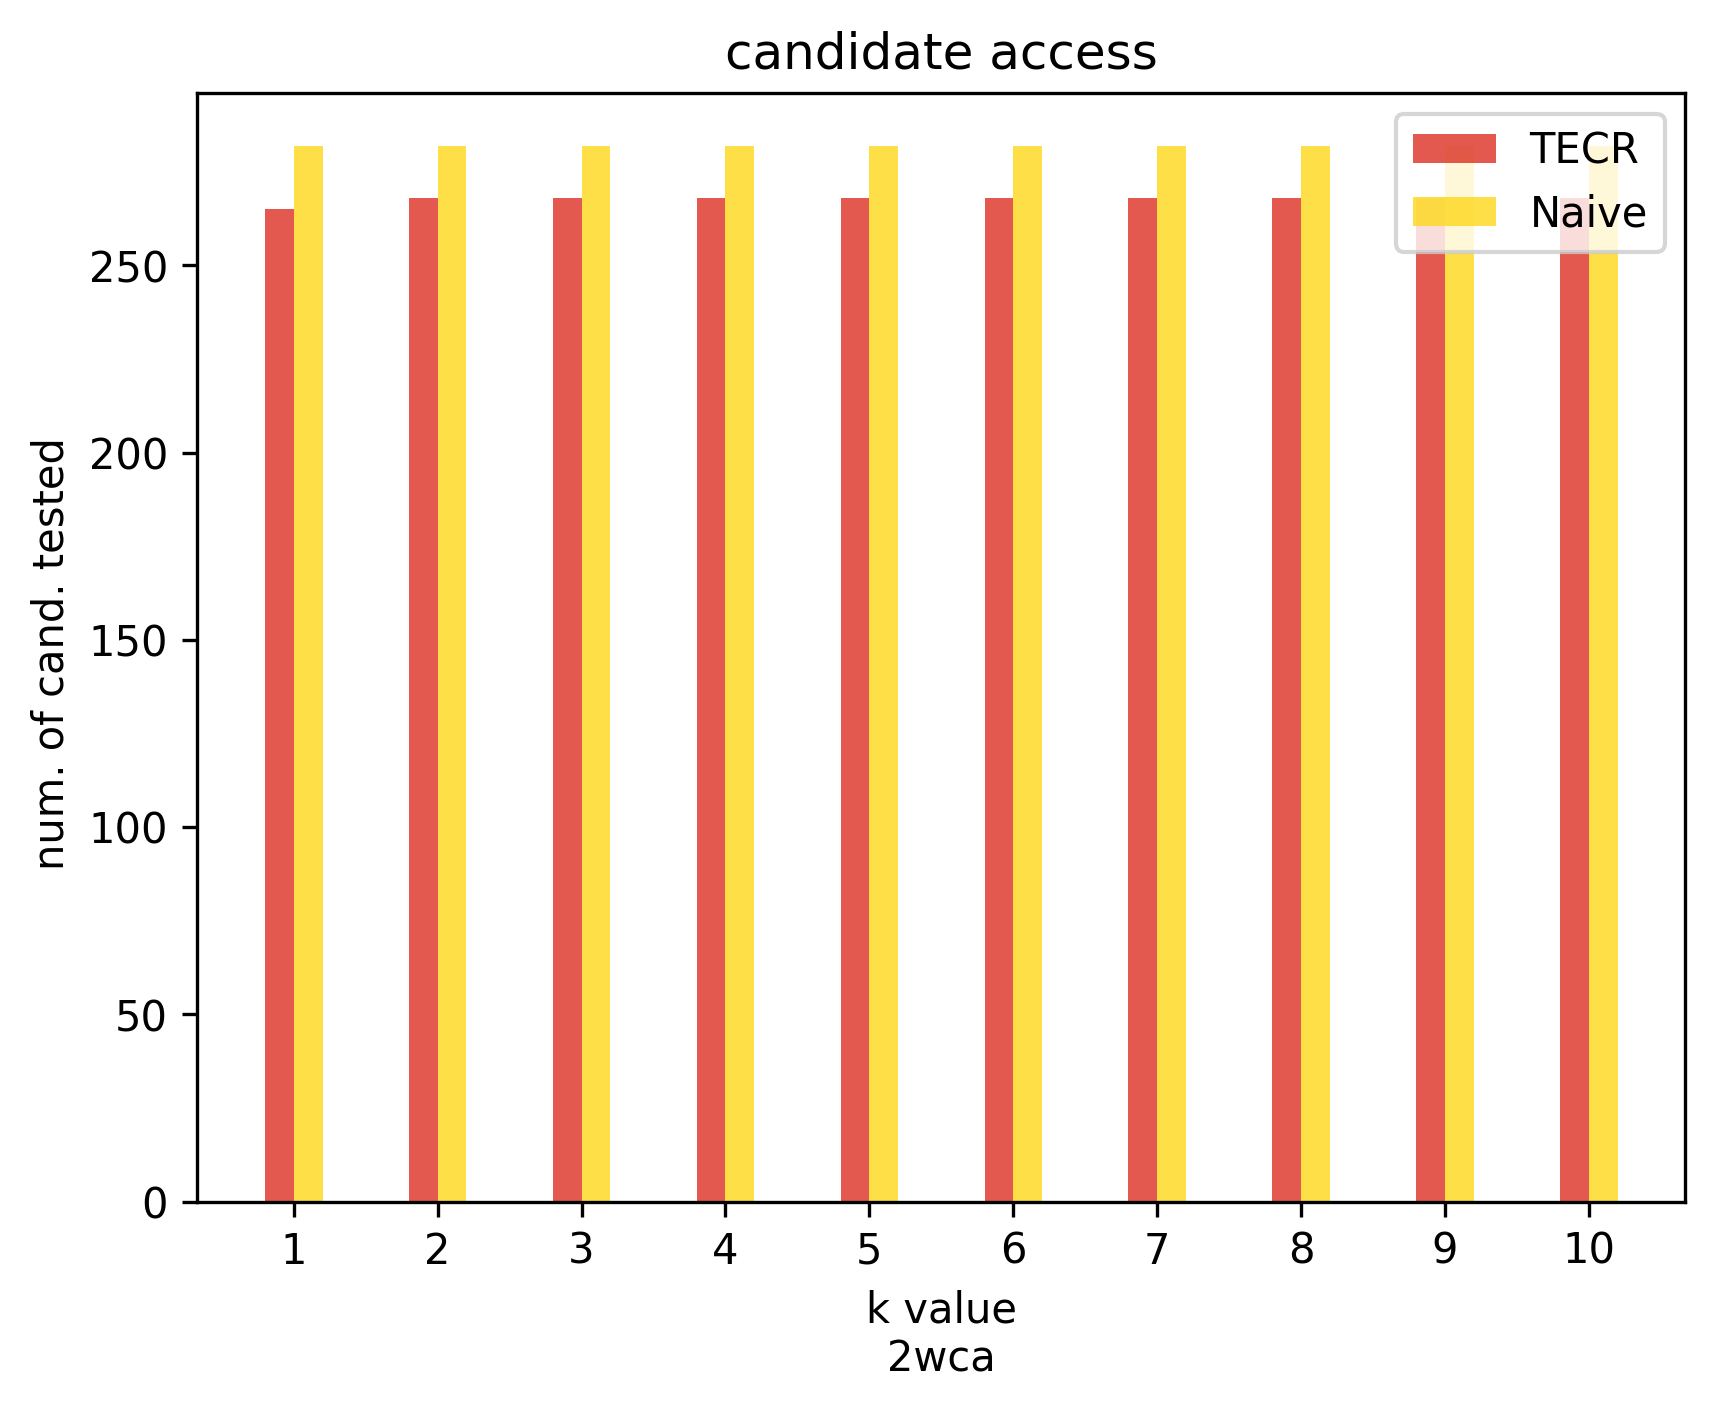 candidate access
TECR
Naive
250
200
150
100
50
0
num. of cand. tested
1 2 3 4 5 6 7 8 9 10
k value
2wca